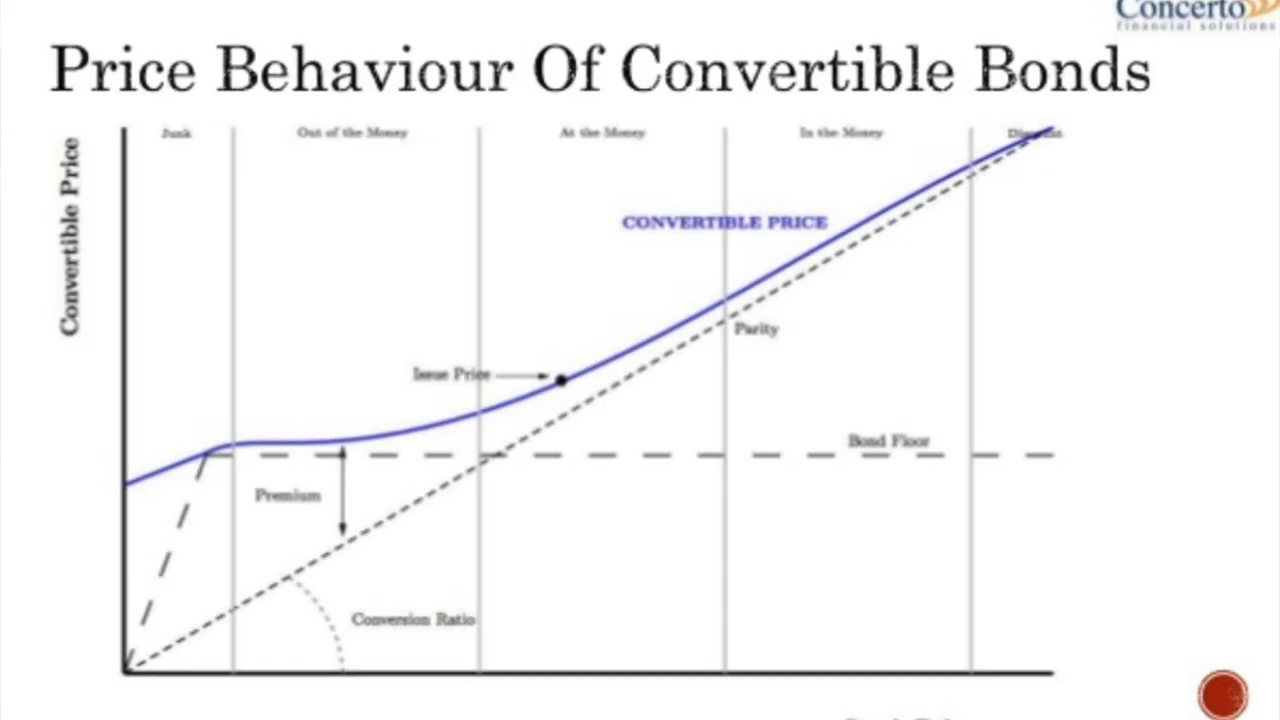 Concerto
financial solutions
Price Behaviour Of Convertible Bonds
Junk
Out of the Money
At the Money
In the Money
Convertible Price
CONVERTIBLE PRICE
Parity
Issue Price
Bond Floor
Premium
Conversion Ratio